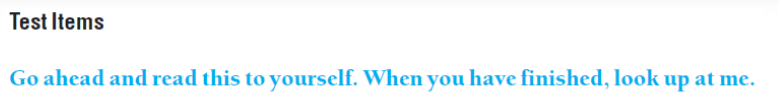 Test Items
Go ahead and read this to yourself. When you have finished, look up at me.